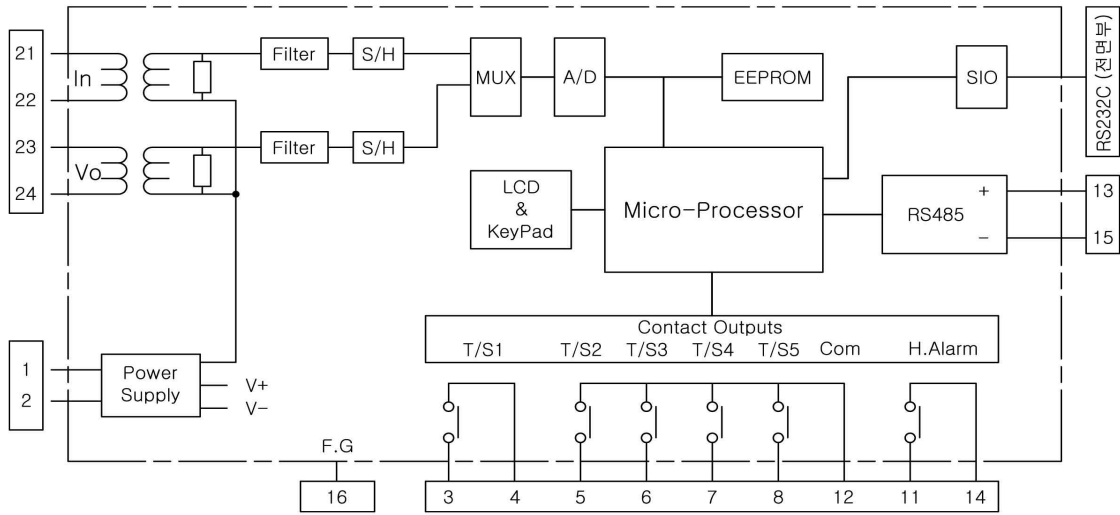 21
22
23
24
In
Vo
Filter
S/H
Filter
S/H
MUX
A/D
EEPROM
SIO
RS232C (전면부)
LCD
&
KeyPad
Micro-Processor
RS485
+
-
13
15
Contact Outputs
T/S1 T/S2 T/S3 T/S4 T/S5 Com H.Alarm
1
2
Power
Supply
V+
V-
F.G
16
3 4 5 6 7 8 12 11 14